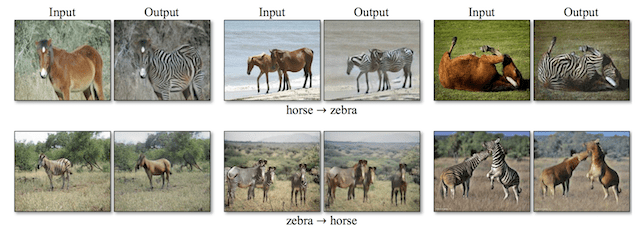 Input Output Input Output Input Output
horse → zebra
zebra → horse